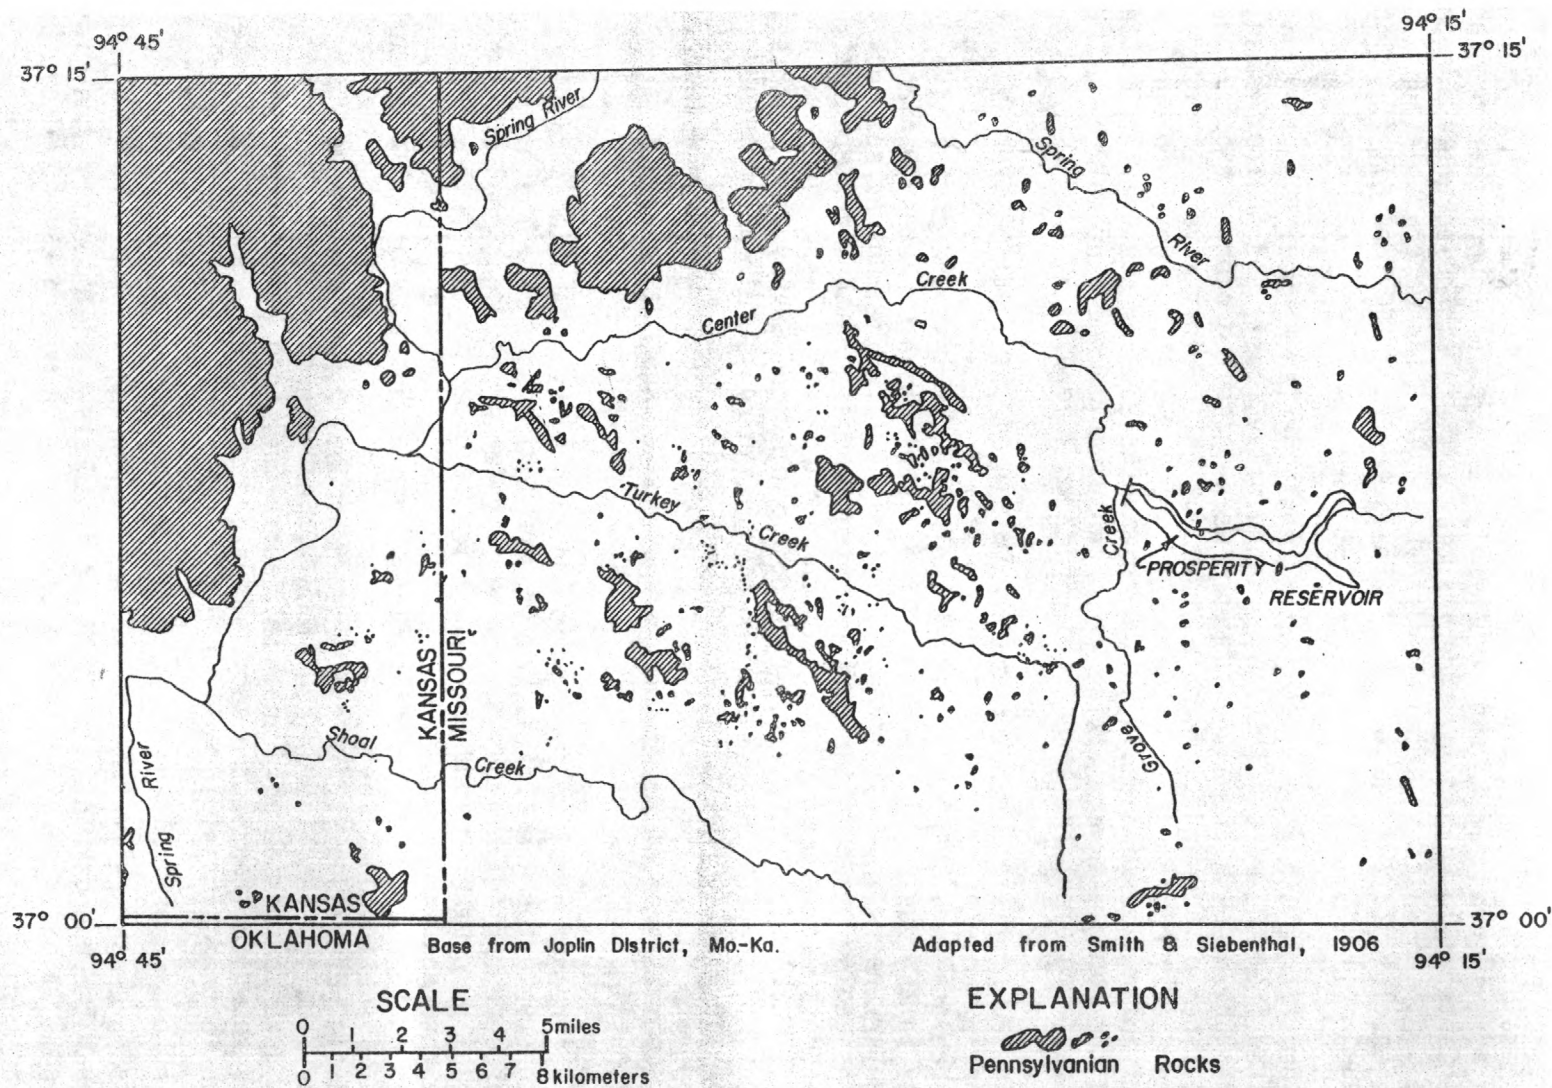 94° 45'
94° 15'
37° 15'
37° 15'
Spring River
Spring
River
Creek
Center
Turkey
Creek
Creek
PROSPERITY
RESERVOIR
KANSAS
MISSOURI
Shoal
Creek
Grove
River
Spring
KANSAS
37° 00'
37° 00'
OKLAHOMA
Base from Joplin District, Mo.-Ka.
Adapted from Smith & Siebenthal, 1906
94° 45'
94° 15'
SCALE
0 1 2 3 4 5 miles
0 1 2 3 4 5 6 7 8 kilometers
EXPLANATION
Pennsylvanian Rocks